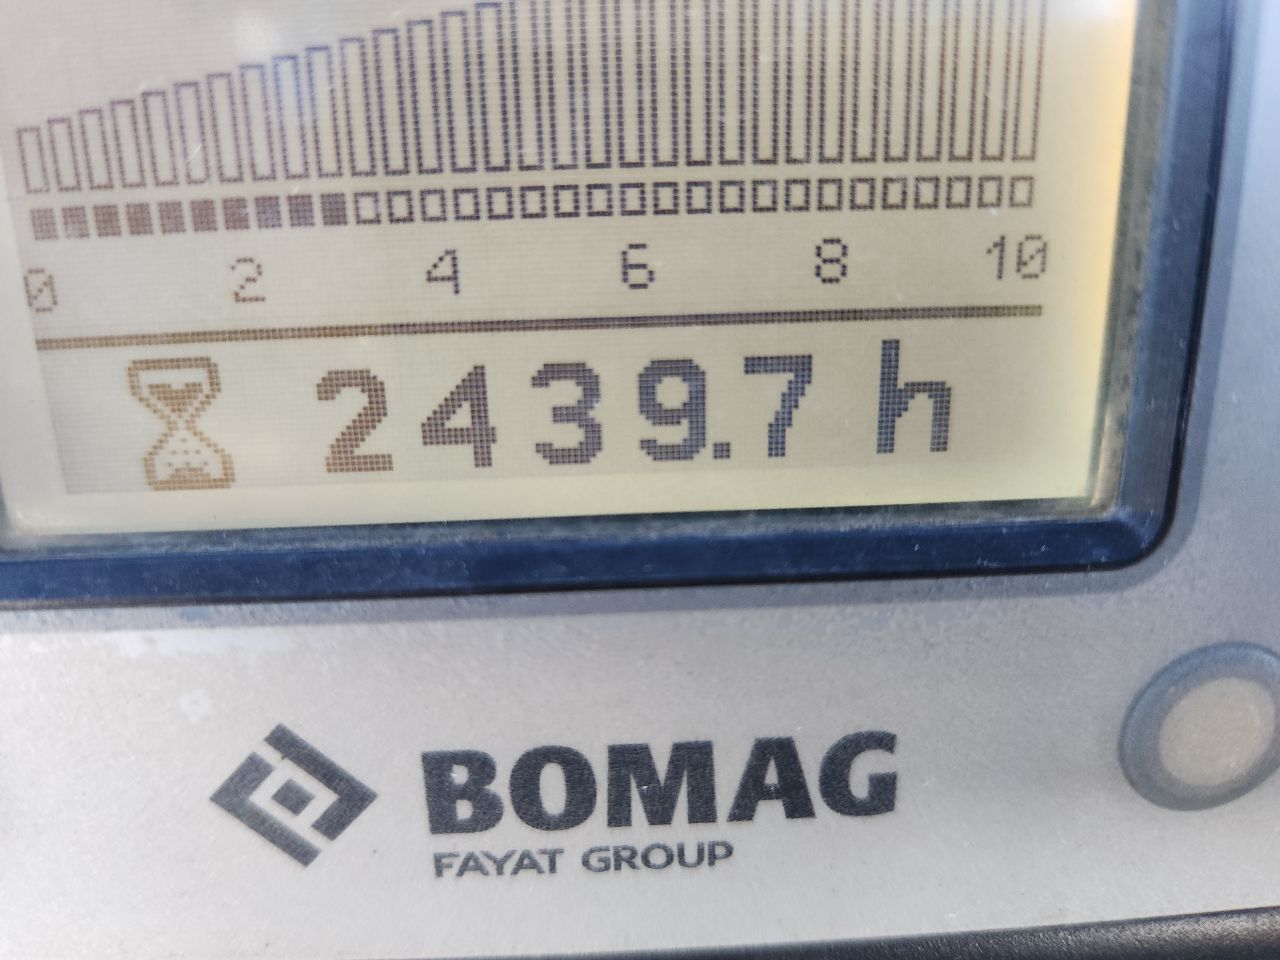 0 2 4 6 8 10
2439.7 h
BOMAG
FAYAT GROUP